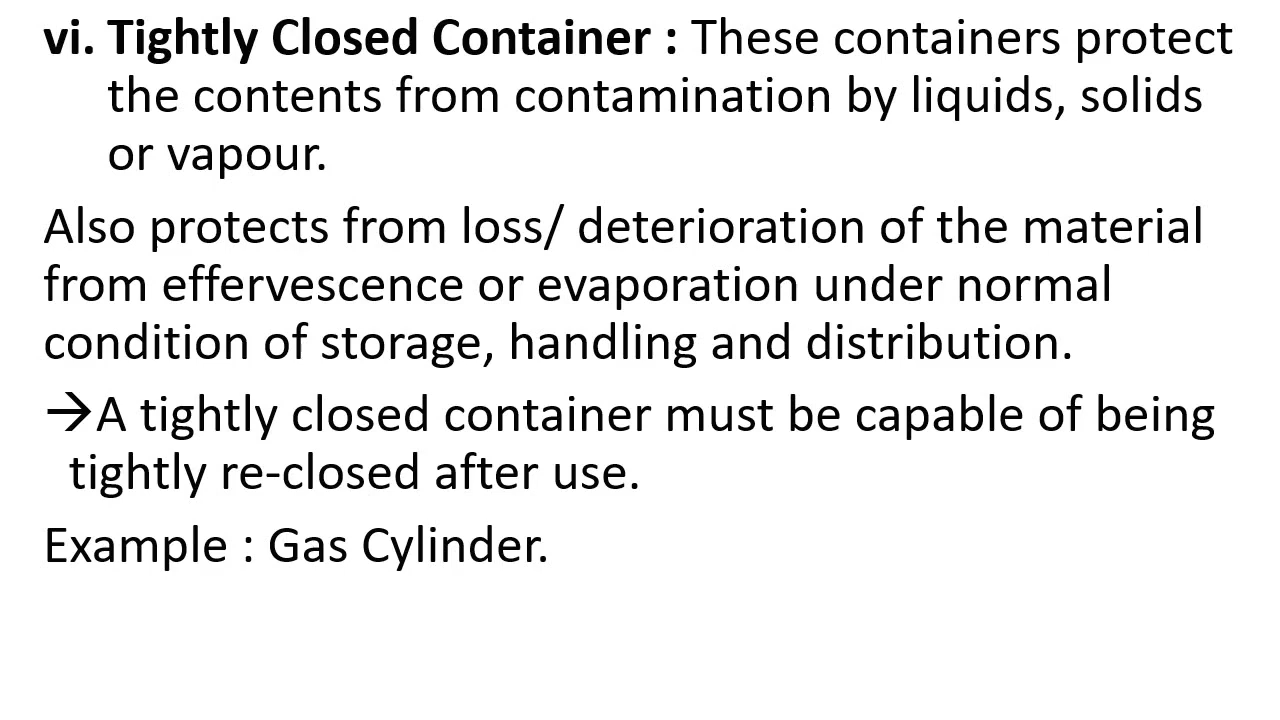 vi. Tightly Closed Container : These containers protect
the contents from contamination by liquids, solids
or vapour.
Also protects from loss/ deterioration of the material
from effervescence or evaporation under normal
condition of storage, handling and distribution.
→A tightly closed container must be capable of being
tightly re-closed after use.
Example : Gas Cylinder.